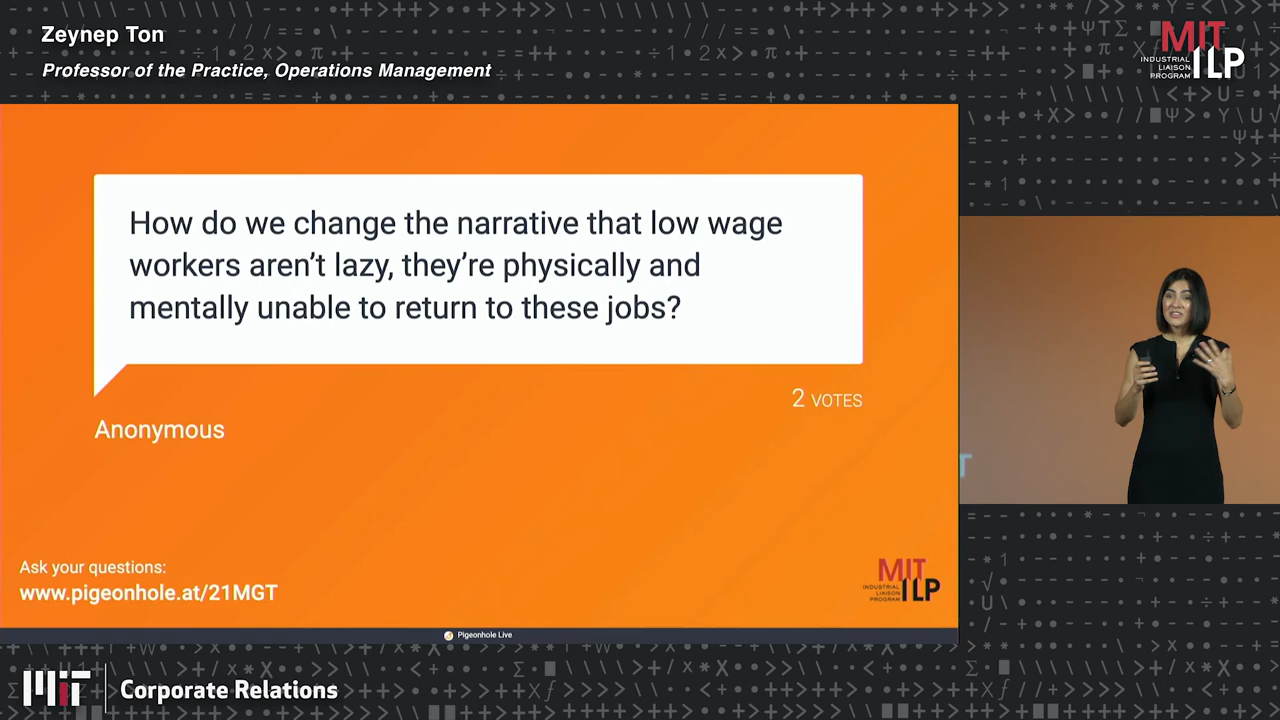 Zeynep Ton
Professor of the Practice, Operations Management
MIT
INDUSTRIAL
LIAISON
PROGRAM
ILP
How do we change the narrative that low wage
workers aren't lazy, they're physically and
mentally unable to return to these jobs?
2 VOTES
Anonymous
T
Ask your questions:
www.pigeonhole.at/21MGT
MIT
INDUSTRIAL
LIAISON
PROGRAM
ILP
Pigeonhole Live
MIT
Corporate Relations